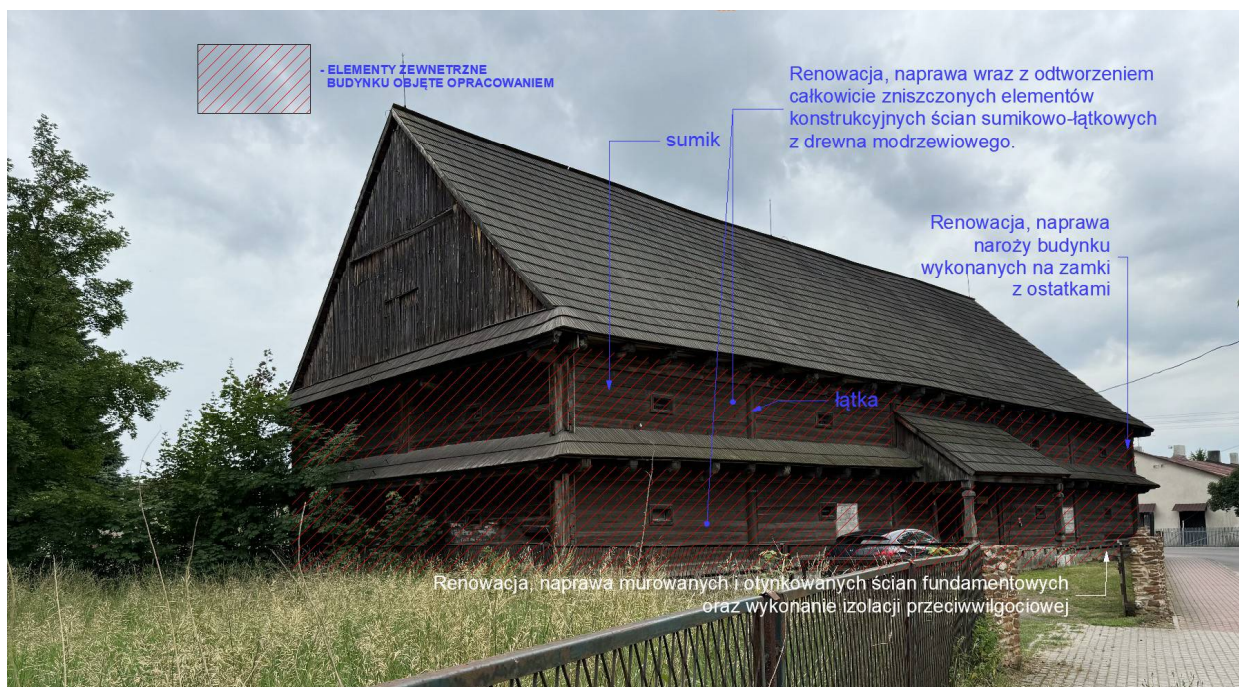 - ELEMENTY ZEWNETRZNE
BUDYNKU OBJĘTE OPRACOWANIEM
Renowacja, naprawa wraz z odtworzeniem
całkowicie zniszczonych elementów
konstrukcyjnych ścian sumikowo-łątkowych
z drewna modrzewiowego.
sumik
Renowacja, naprawa
naroży budynku
wykonanych na zamki
z ostatkami
łątka
Renowacja, naprawa murowanych i otynkowanych ścian fundamentowych
oraz wykonanie izolacji przeciwwilgociowej